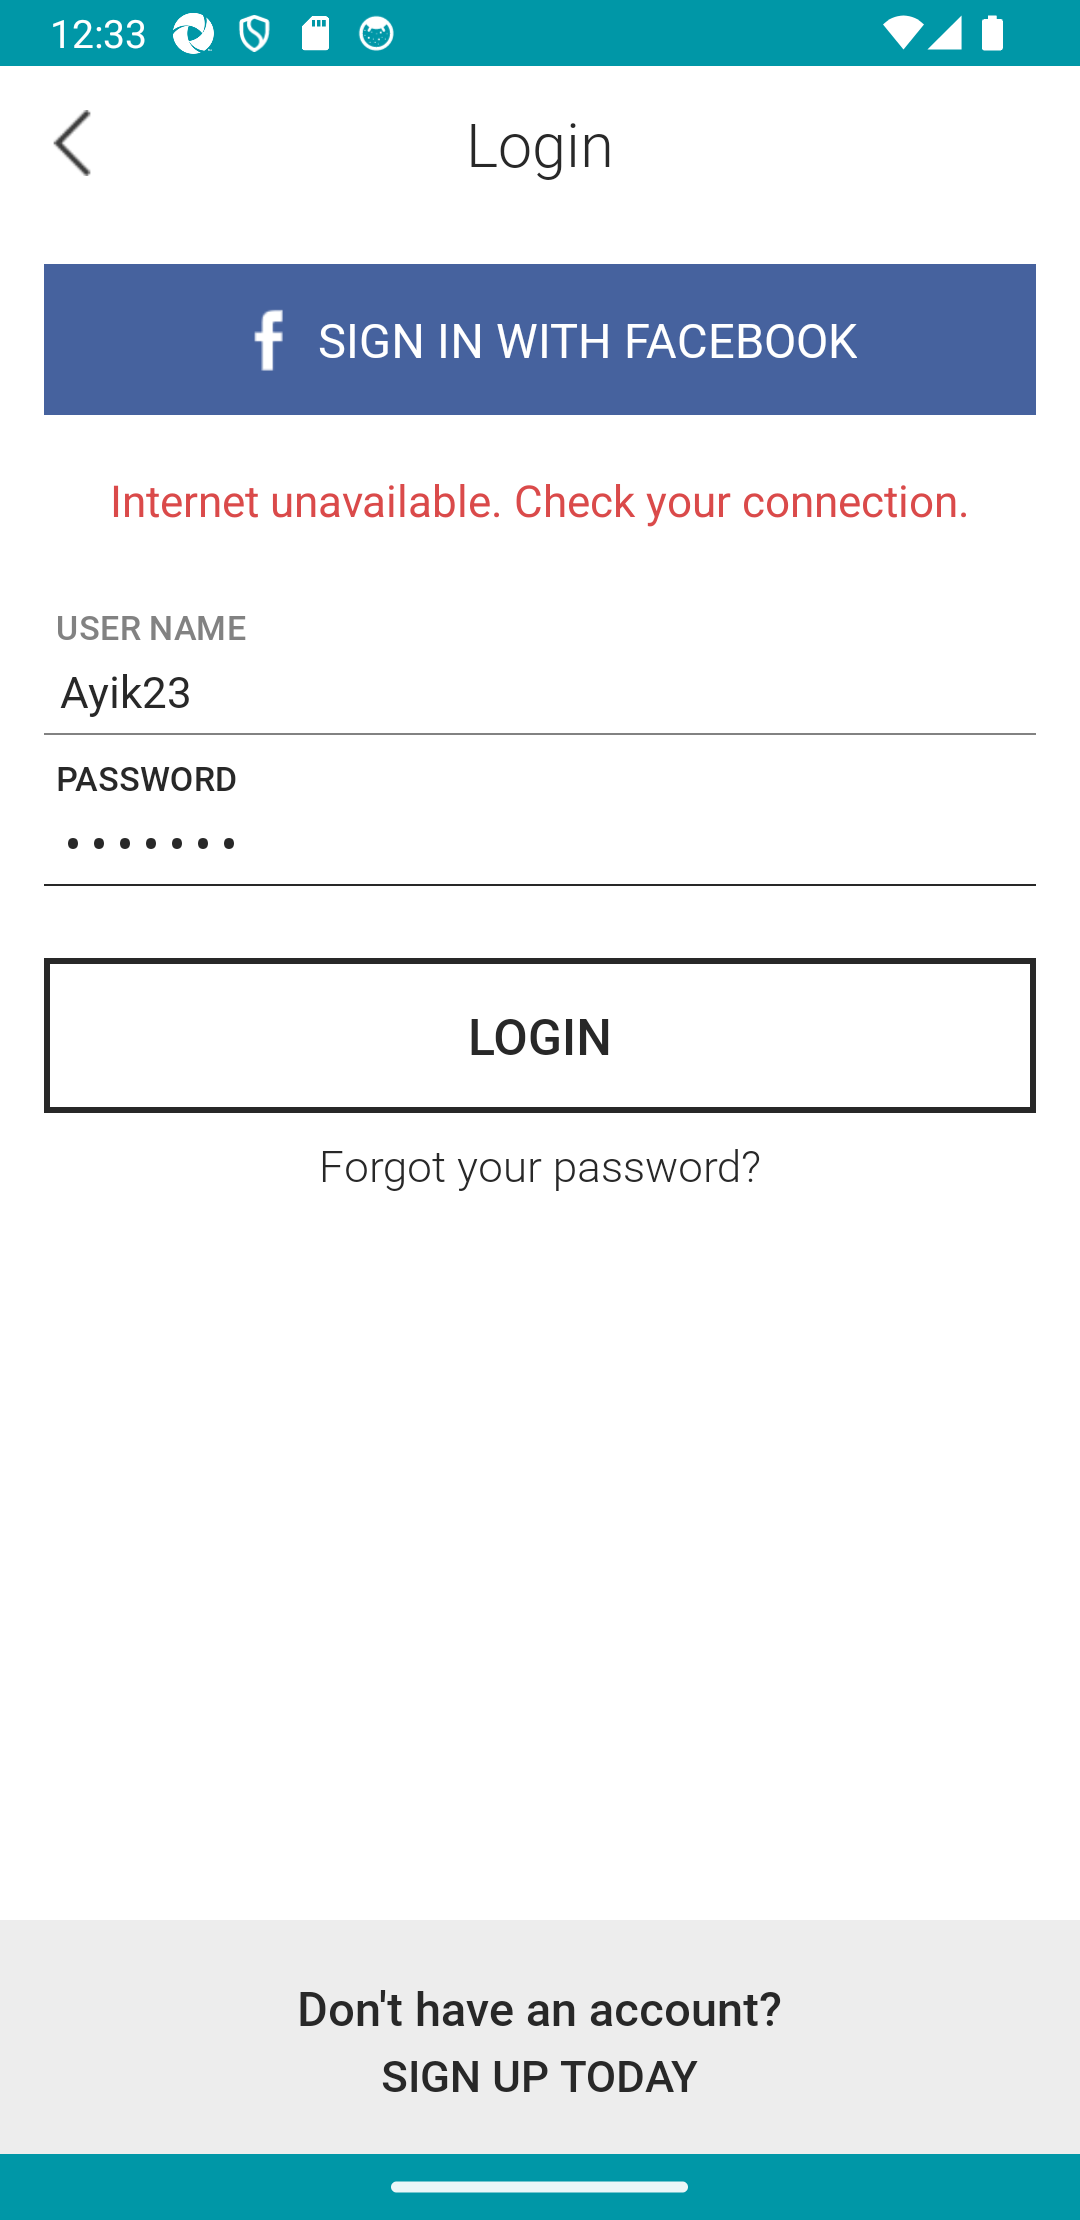 12:33
Login
SIGN IN WITH FACEBOOK
Internet unavailable. Check your connection.
USER NAME
Ayik23
PASSWORD
•••••••
LOGIN
Forgot your password?
Don't have an account?
SIGN UP TODAY